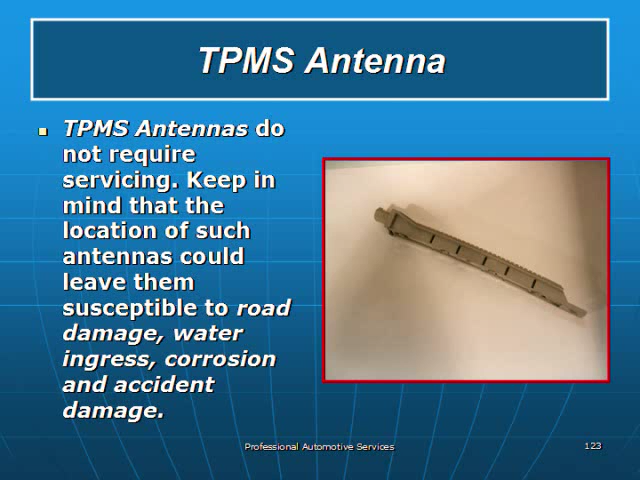 TPMS Antenna
TPMS Antennas do
not require
servicing. Keep in
mind that the
location of such
antennas could
leave them
susceptible to road
damage, water
ingress, corrosion
and accident
damage.
Professional Automotive Services
123